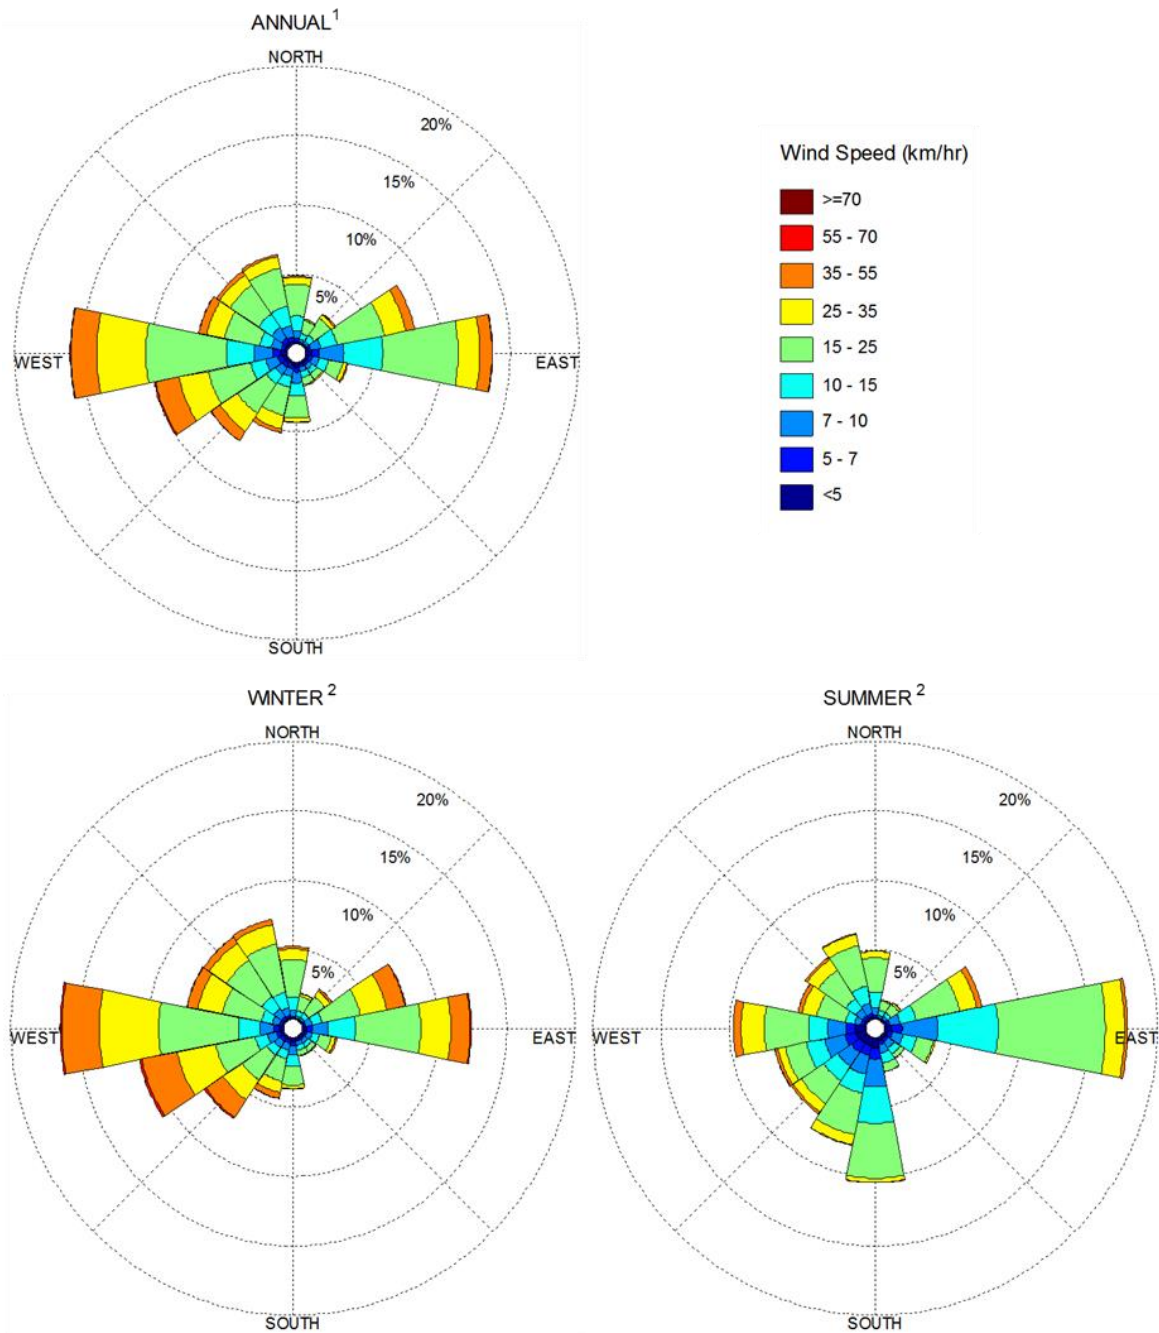 ANNUAL¹
NORTH
20%
15%
10%
5%
WEST
EAST
SOUTH
Wind Speed (km/hr)
>=70
55 - 70
35 - 55
25 - 35
15 - 25
10 - 15
7 - 10
5 - 7
<5
WINTER ²
NORTH
20%
15%
10%
5%
WEST
EAST
SOUTH
SUMMER ²
NORTH
20%
15%
10%
5%
WEST
EAST
SOUTH